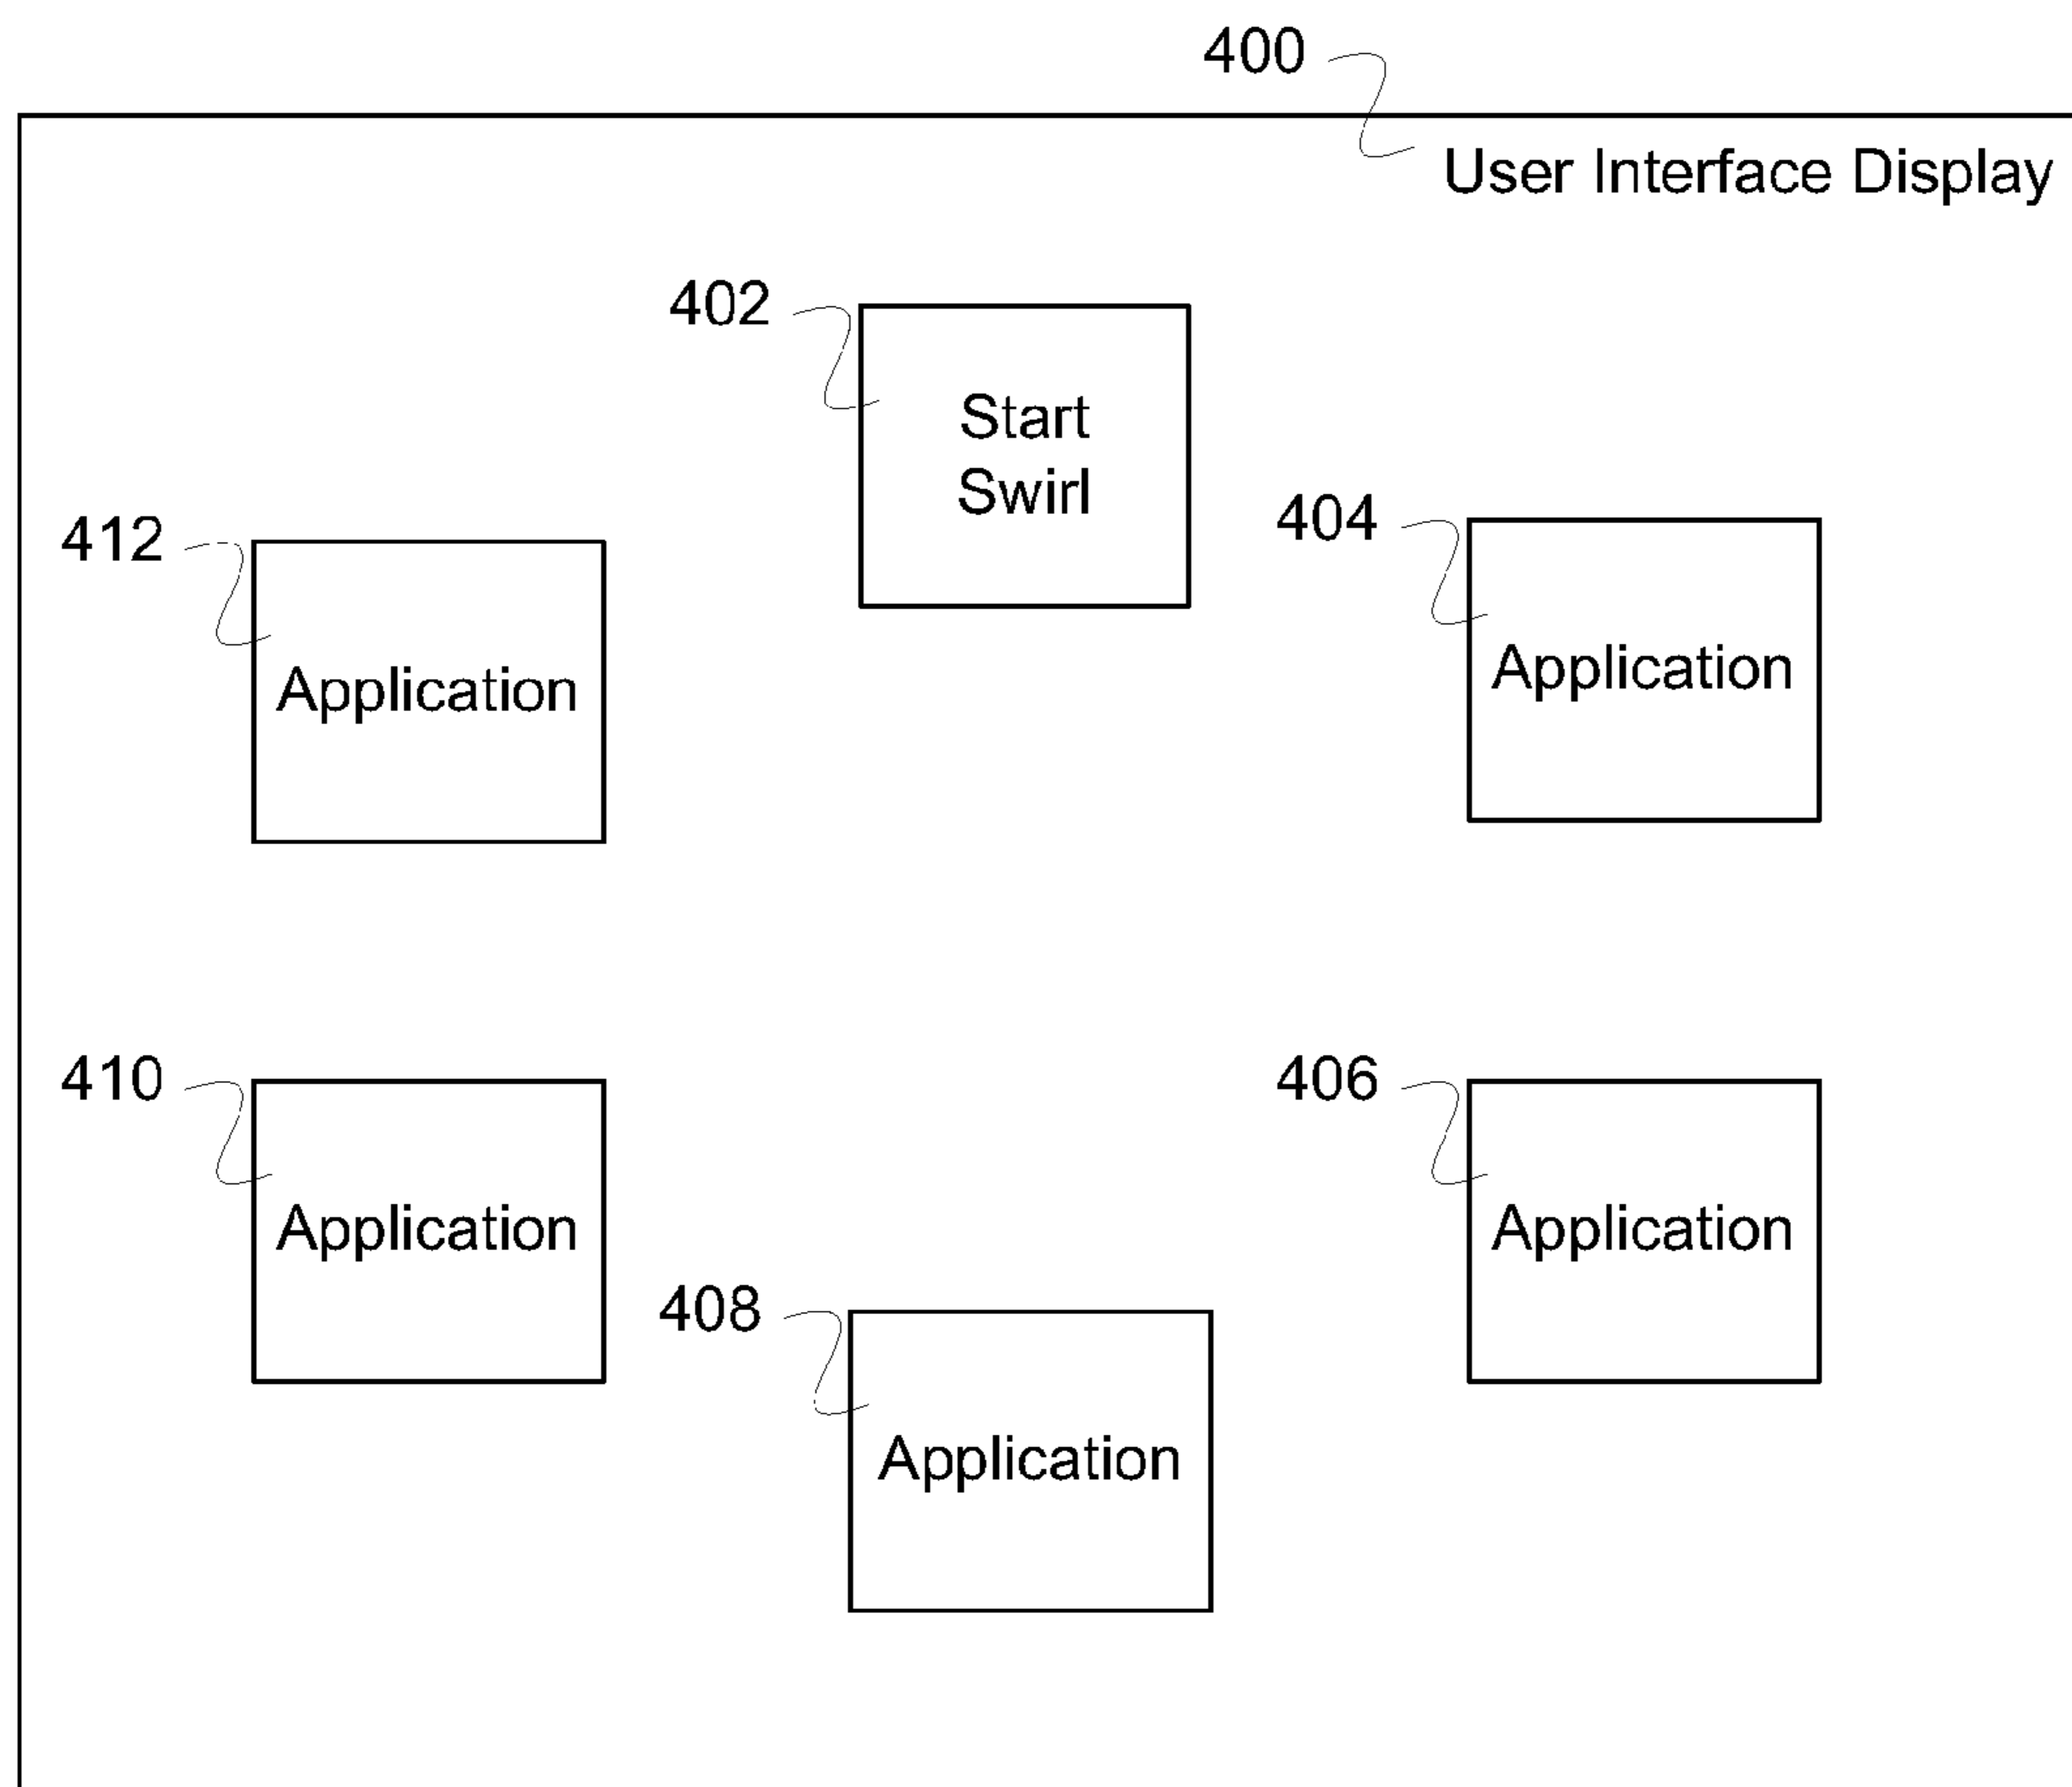 400
User Interface Display
402
Start
Swirl
412
Application
404
Application
410
Application
406
Application
408
Application